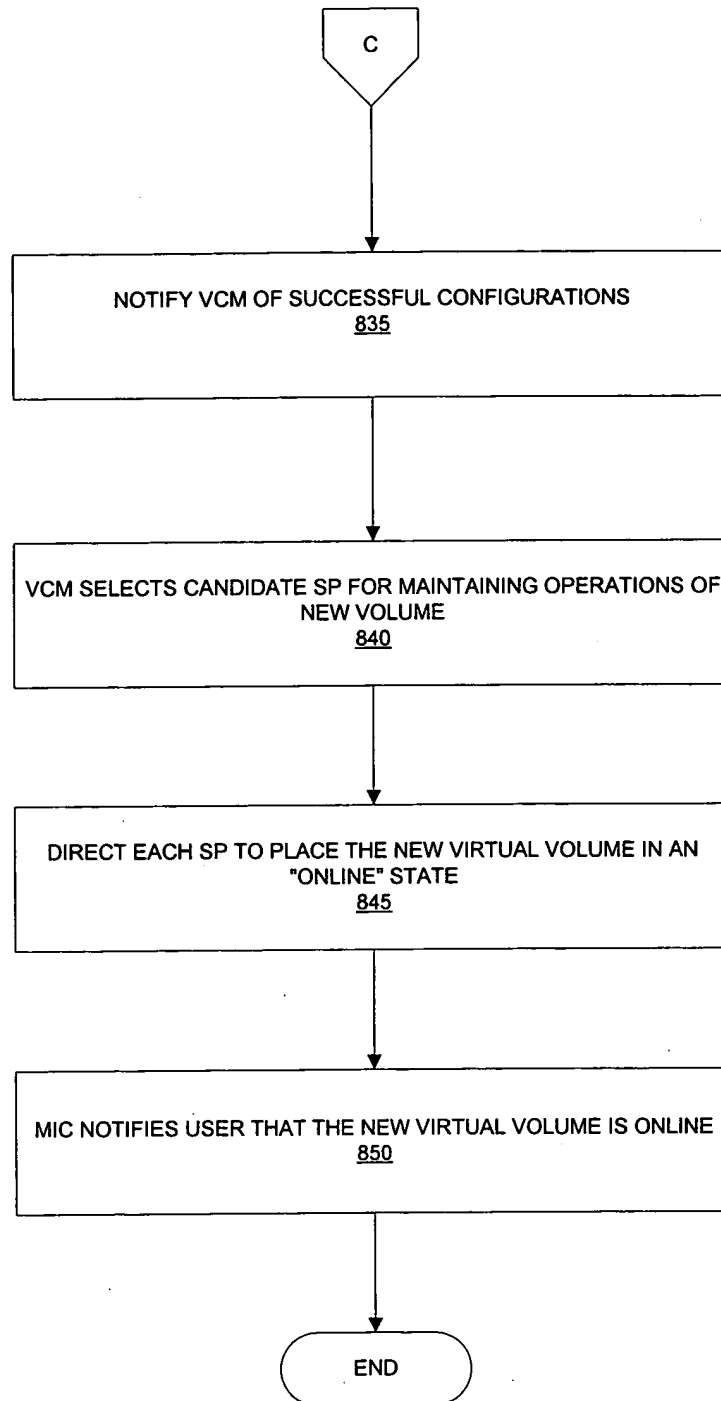 C
NOTIFY VCM OF SUCCESSFUL CONFIGURATIONS
835
VCM SELECTS CANDIDATE SP FOR MAINTAINING OPERATIONS OF
NEW VOLUME
840
DIRECT EACH SP TO PLACE THE NEW VIRTUAL VOLUME IN AN
"ONLINE" STATE
845
MIC NOTIFIES USER THAT THE NEW VIRTUAL VOLUME IS ONLINE
850
END